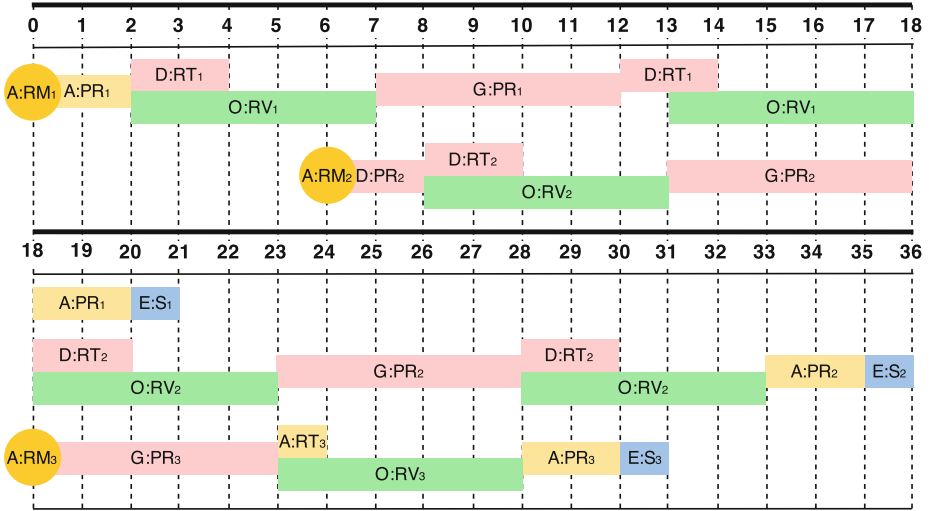 0 1 2 3 4 5 6 7 8 9 10 11 12 13 14 15 16 17 18
A:RM₁ A:PR₁ D:RT₁ O:RV₁ G:PR₁ D:RT₁ O:RV₁
A:RM₂ D:PR₂ D:RT₂ O:RV₂ G:PR₂
18 19 20 21 22 23 24 25 26 27 28 29 30 31 32 33 34 35 36
A:PR₁ E:S₁
D:RT₂ O:RV₂ G:PR₂ D:RT₂ O:RV₂ A:PR₂ E:S₂
A:RM₃ G:PR₃ A:RT₃ O:RV₃ A:PR₃ E:S₃